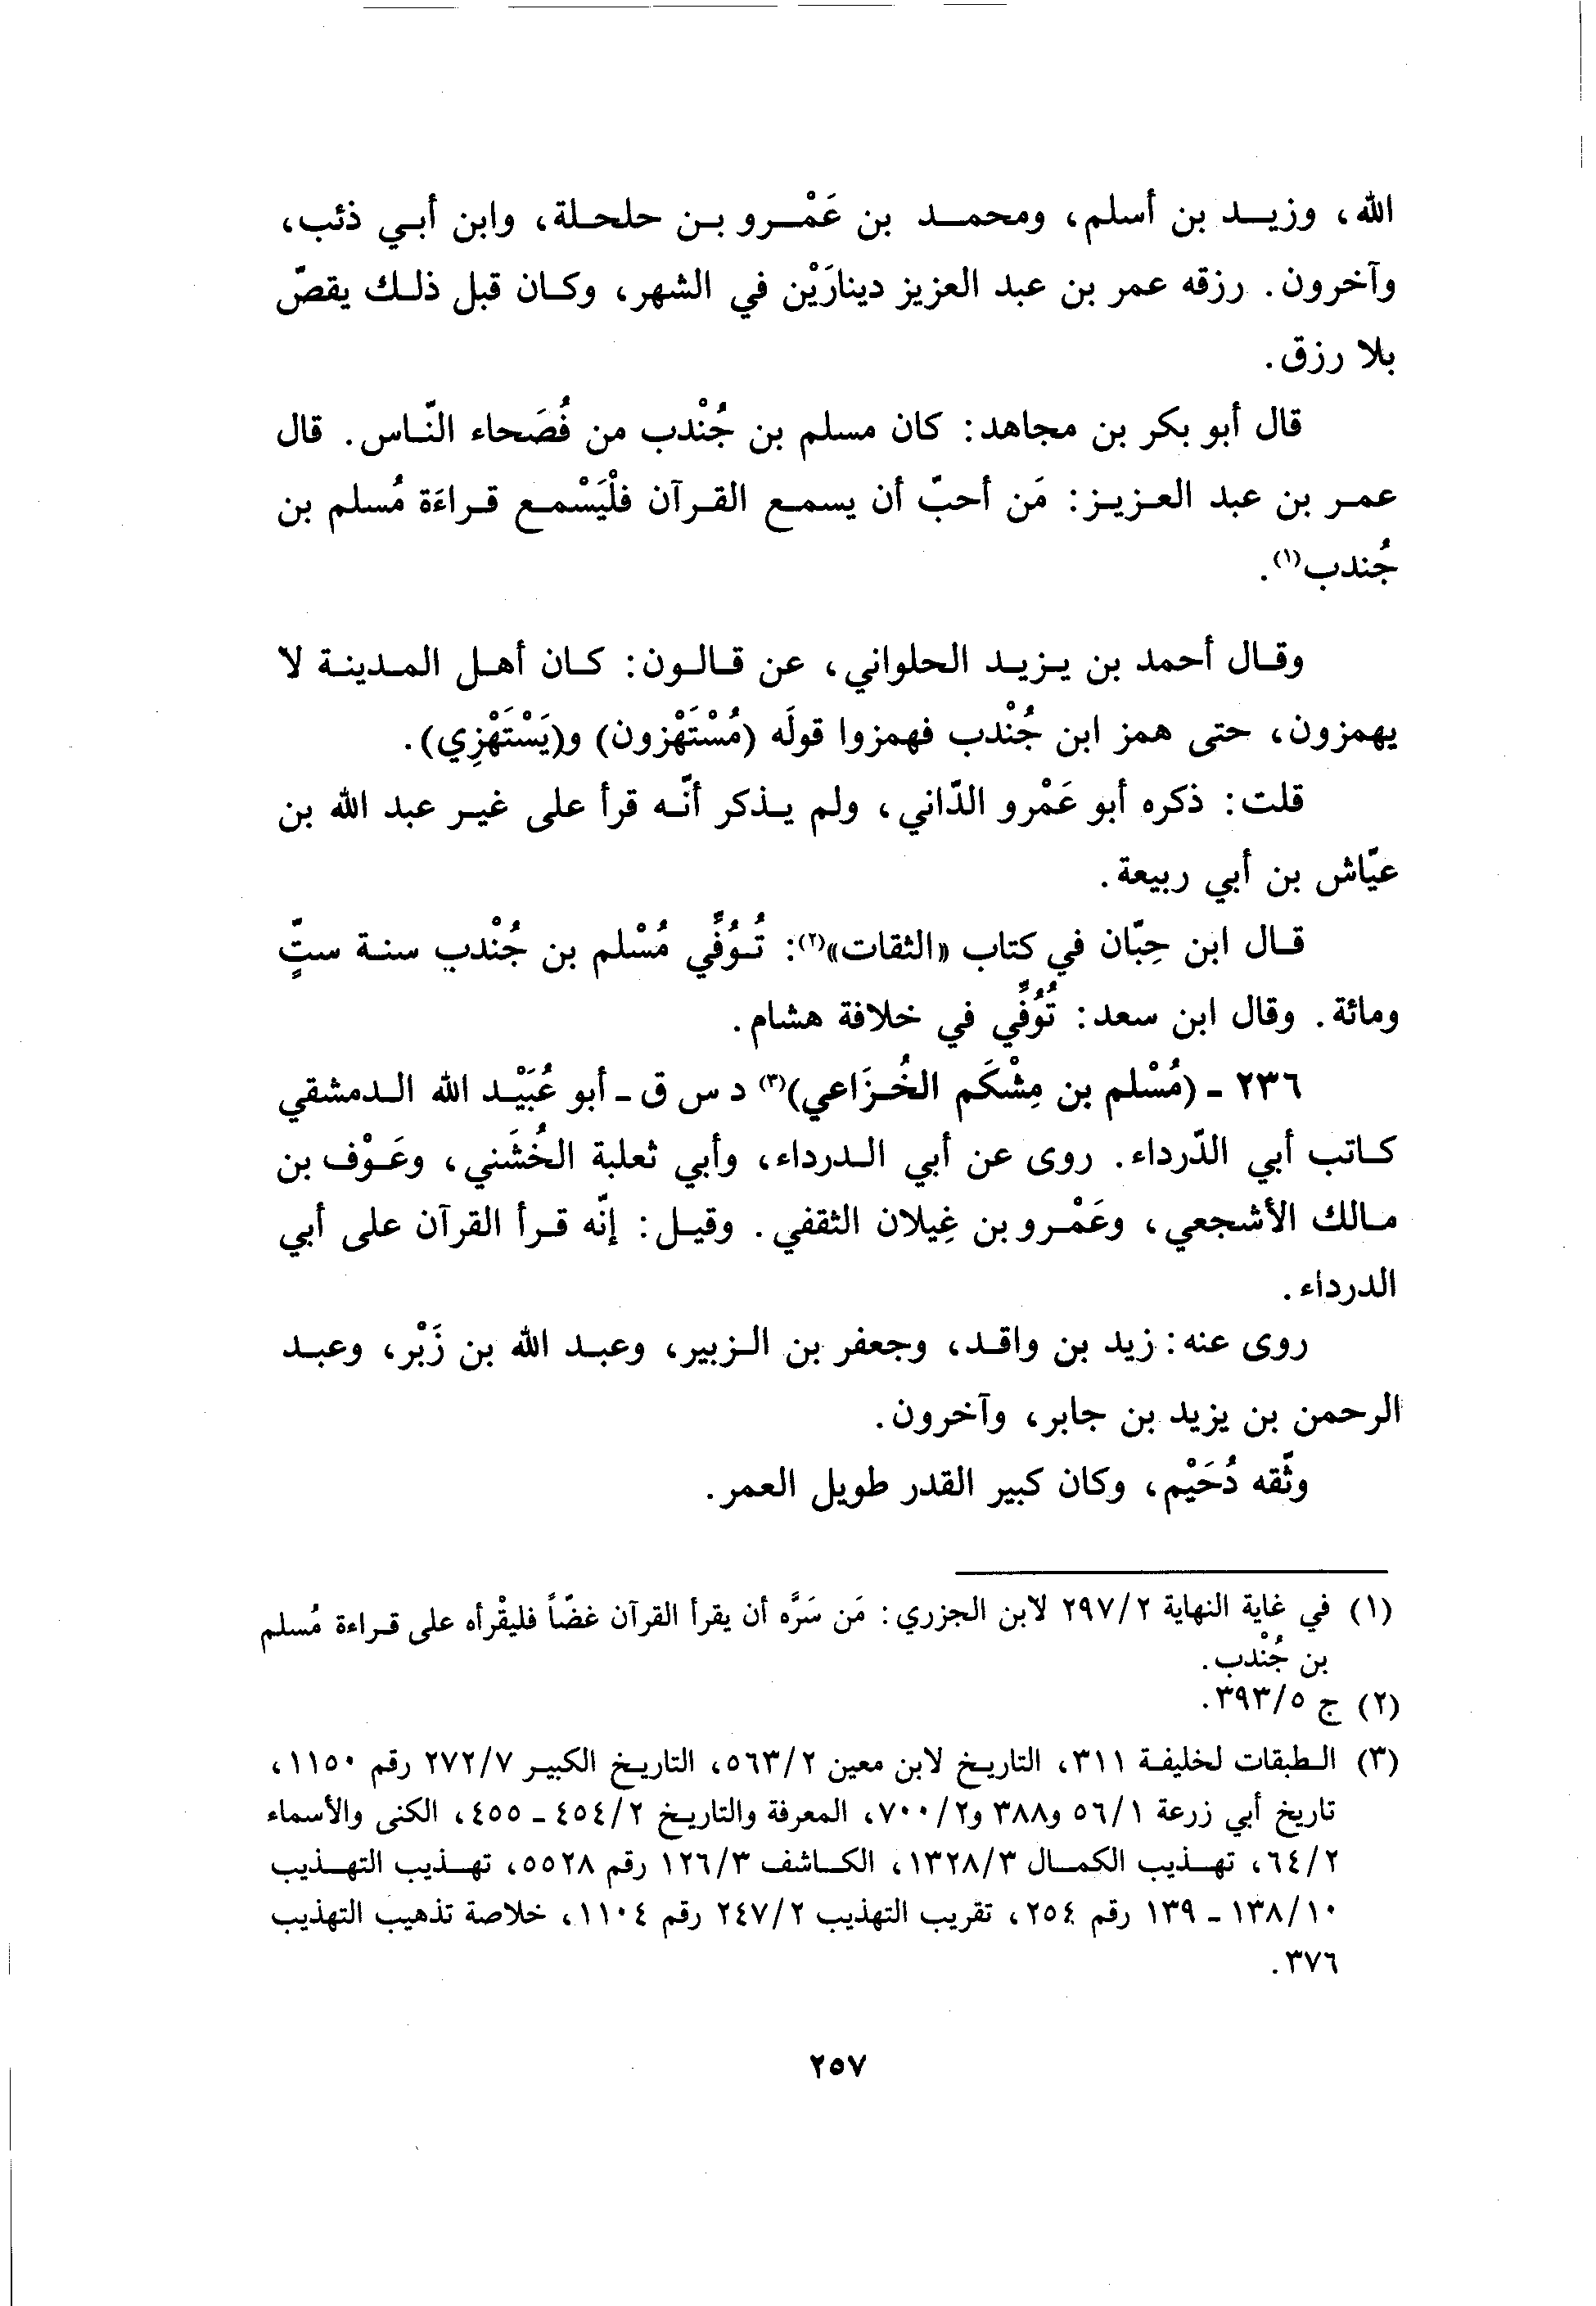 الله، وزيد بن أسلم، ومحمد بن عَمْرو بن حلحلة، وابن أبي ذئب،
وآخرون. رزقه عمر بن عبد العزيز دينارَيْن في الشهر، وكان قبل ذلك يقصّ
بلا رزق.
قال أبو بكر بن مجاهد: كان مسلم بن جُنْدب من فُصَحاء النّاس. قال
عمر بن عبد العزيز: مَن أحبّ أن يسمع القرآن فلْيَسْمع قراءَة مُسلم بن
جُندب(١).
وقال أحمد بن يزيد الحلواني، عن قالون: كان أهل المدينة لا
يهمزون، حتى همز ابن جُنْدب فهمزوا قولَه (مُسْتَهْزون) و(يَسْتَهْزِي).
قلت: ذكره أبو عَمْرو الدّاني، ولم يذكر أنّه قرأ على غير عبد الله بن
عيّاش بن أبي ربيعة.
قال ابن حِبّان في كتاب «الثقات»(٢): تُوُفّي مُسْلم بن جُنْدب سنة ستٍّ
ومائة. وقال ابن سعد: تُوُفّي في خلافة هشام.
٢٣٦ - (مُسْلم بن مِشْكَم الخُزَاعي)(٣) د س ق - أبو عُبَيْد الله الدمشقي
كاتب أبي الدّرداء. روى عن أبي الدرداء، وأبي ثعلبة الخُشَني، وعَوْف بن
مالك الأشجعي، وعَمْرو بن غِيلان الثقفي. وقيل: إنّه قرأ القرآن على أبي
الدرداء.
روى عنه: زيد بن واقد، وجعفر بن الزبير، وعبد الله بن زَبْر، وعبد
الرحمن بن يزيد بن جابر، وآخرون.
وثّقه دُحَيْم، وكان كبير القدر طويل العمر.
(١) في غاية النهاية ٢٩٧/٢ لابن الجزري: مَن سَرَّه أن يقرأ القرآن غضّاً فليقْرأه على قراءة مُسلم
بن جُنْدب.
(٢) ج ٣٩٣/٥.
(٣) الطبقات لخليفة ٣١١، التاريخ لابن معين ٥٦٣/٢، التاريخ الكبير ٢٧٢/٧ رقم ١١٥٠،
تاريخ أبي زرعة ٥٦/١ و٣٨٨ و٧٠٠/٢، المعرفة والتاريخ ٤٥٤/٢ - ٤٥٥، الكنى والأسماء
٦٤/٢، تهذيب الكمال ١٣٢٨/٣، الكاشف ١٢٦/٣ رقم ٥٥٢٨، تهذيب التهذيب
١٣٨/١٠ - ١٣٩ رقم ٢٥٤، تقريب التهذيب ٢٤٧/٢ رقم ١١٠٤، خلاصة تذهيب التهذيب
٣٧٦.
٢٥٧